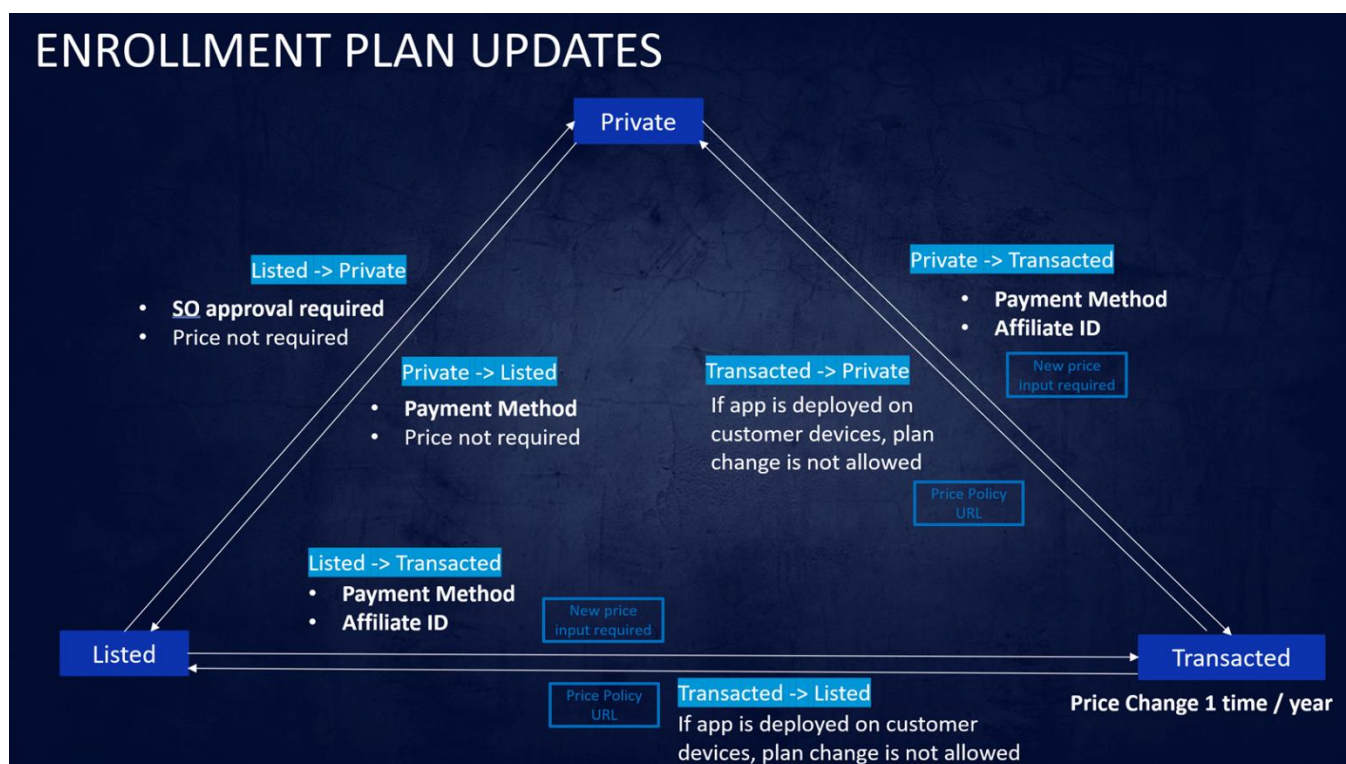 ENROLLMENT PLAN UPDATES
Private
Listed -> Private
• SO approval required
• Price not required
Private -> Transacted
• Payment Method
• Affiliate ID
New price
input required
Private -> Listed
• Payment Method
• Price not required
Transacted -> Private
If app is deployed on
customer devices, plan
change is not allowed
Price Policy
URL
Listed -> Transacted
• Payment Method
• Affiliate ID
New price
input required
Listed
Transacted
Price Change 1 time / year
Price Policy
URL
Transacted -> Listed
If app is deployed on customer
devices, plan change is not allowed